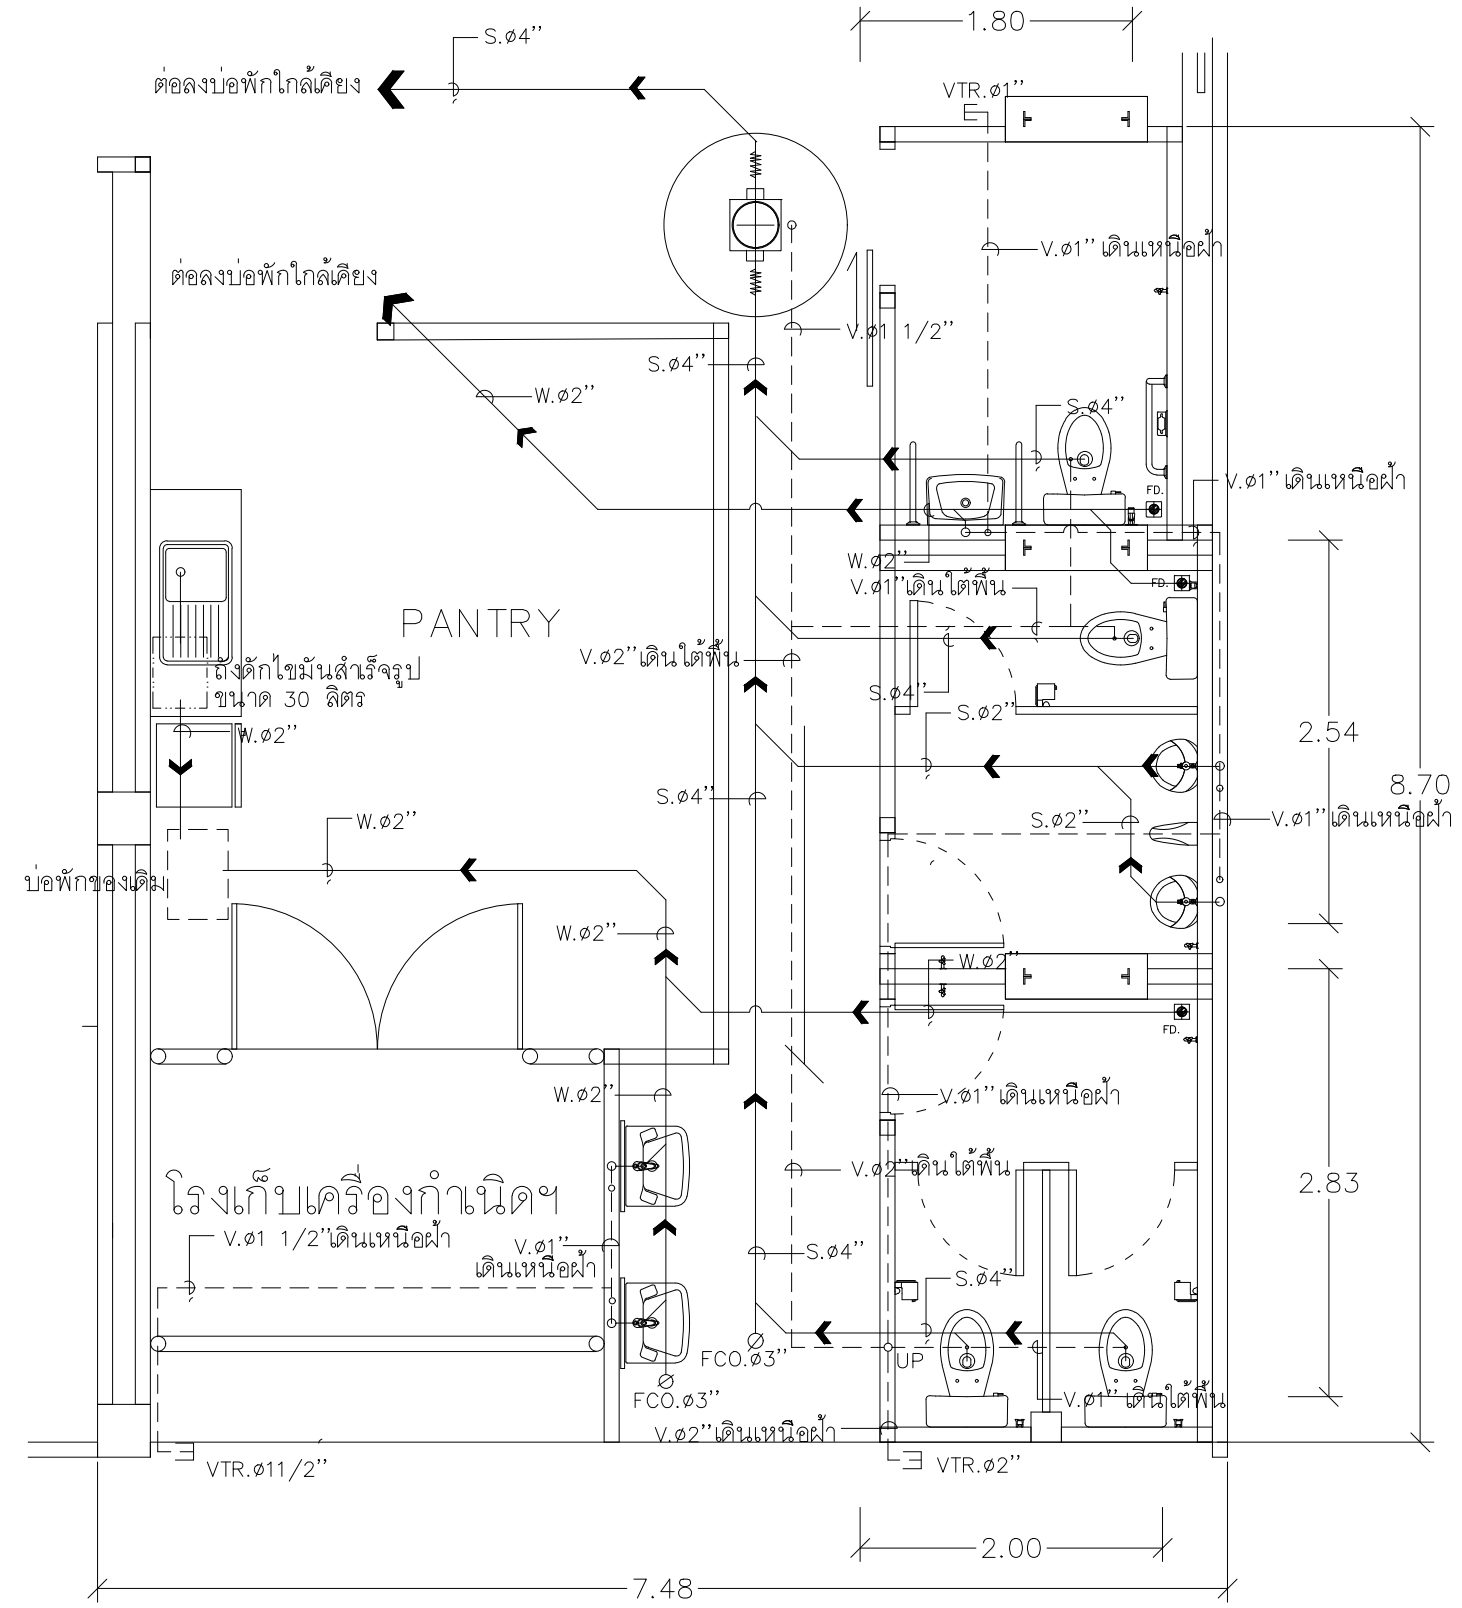 1.80
S.ø4"
ต่อลงบ่อพักใกล้เคียง
VTR.ø1"
V.ø1" เดินเหนือฝ้า
ต่อลงบ่อพักใกล้เคียง
V.ø1 1/2"
S.ø4"
W.ø2"
S.ø4"
V.ø1" เดินเหนือฝ้า
FD.
W.ø2"
V.ø1"เดินใต้พื้น
FD.
PANTRY
V.ø2"เดินใต้พื้น
ถังดักไขมันสำเร็จรูป
ขนาด 30 ลิตร
S.ø4"
S.ø2"
W.ø2"
2.54
8.70
S.ø4"
W.ø2"
S.ø2"
V.ø1" เดินเหนือฝ้า
บ่อพักของเดิม
W.ø2"
W.ø2"
FD.
W.ø2"
V.ø1"เดินเหนือฝ้า
V.ø2"เดินใต้พื้น
2.83
โรงเก็บเครื่องกำเนิดฯ
V.ø1 1/2"เดินเหนือฝ้า
V.ø1"
เดินเหนือฝ้า
S.ø4"
S.ø4"
FCO.ø3"
UP
FCO.ø3"
V.ø1" เดินใต้พื้น
V.ø2"เดินเหนือฝ้า
VTR.ø11/2"
VTR.ø2"
2.00
7.48